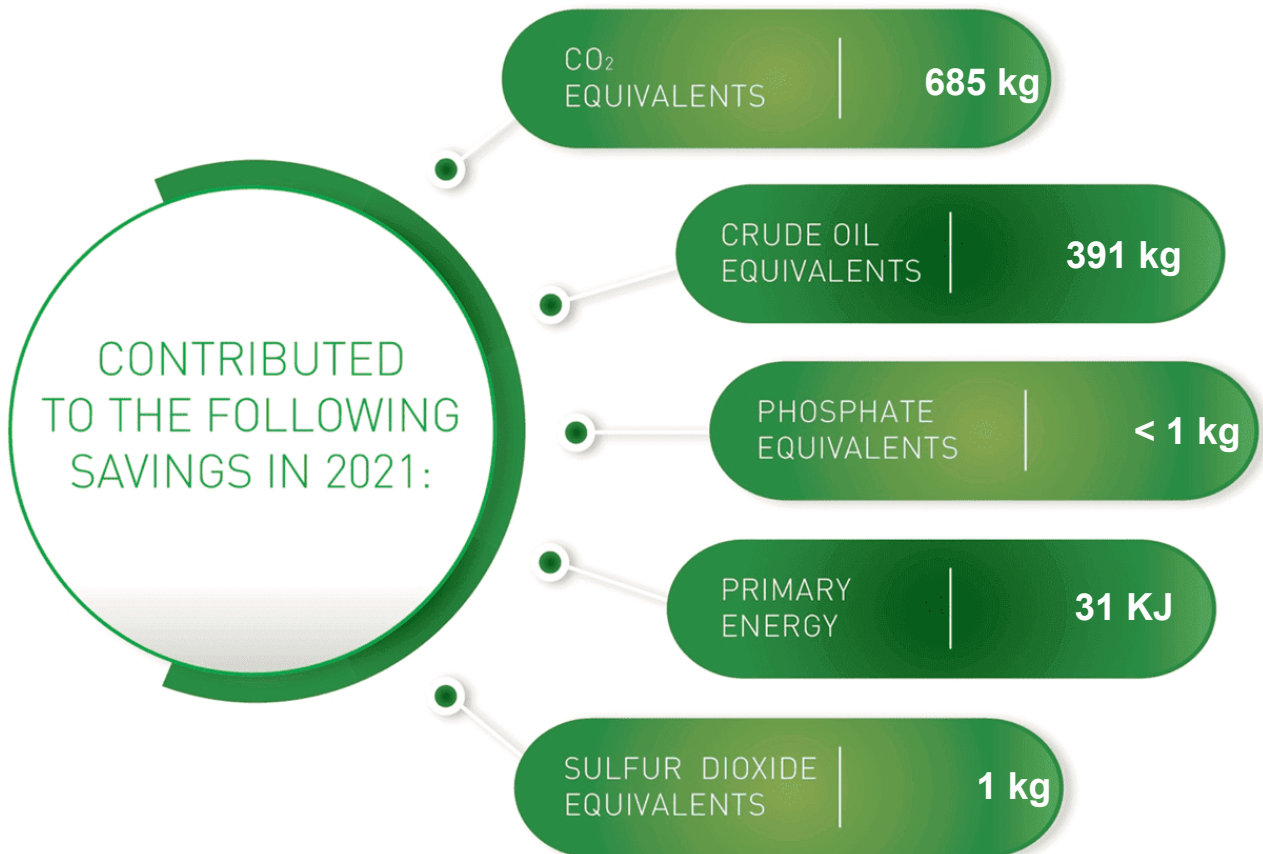 CONTRIBUTED
TO THE FOLLOWING
SAVINGS IN 2021:
CO₂
EQUIVALENTS
685 kg
CRUDE OIL
EQUIVALENTS
391 kg
PHOSPHATE
EQUIVALENTS
< 1 kg
PRIMARY
ENERGY
31 KJ
SULFUR DIOXIDE
EQUIVALENTS
1 kg